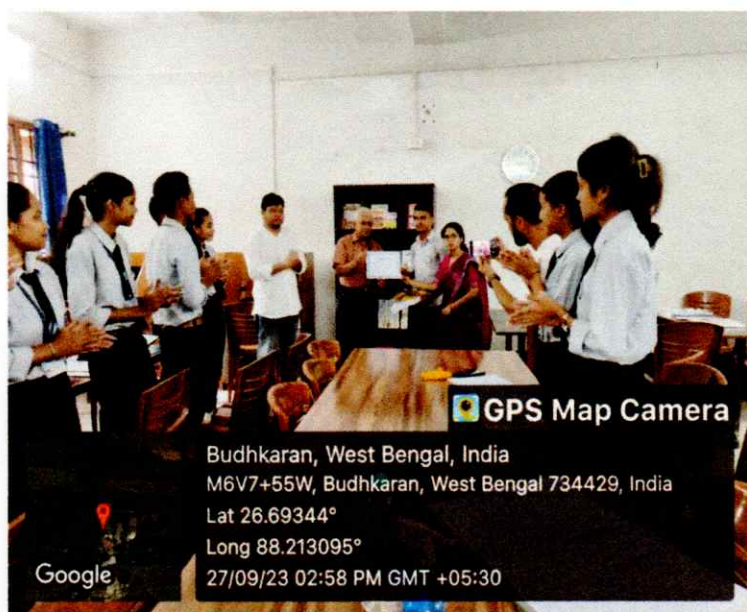 GPS Map Camera
Budhkaran, West Bengal, India
M6V7+55W, Budhkaran, West Bengal 734429, India
Lat 26.69344°
Long 88.213095°
27/09/23 02:58 PM GMT +05:30
Google